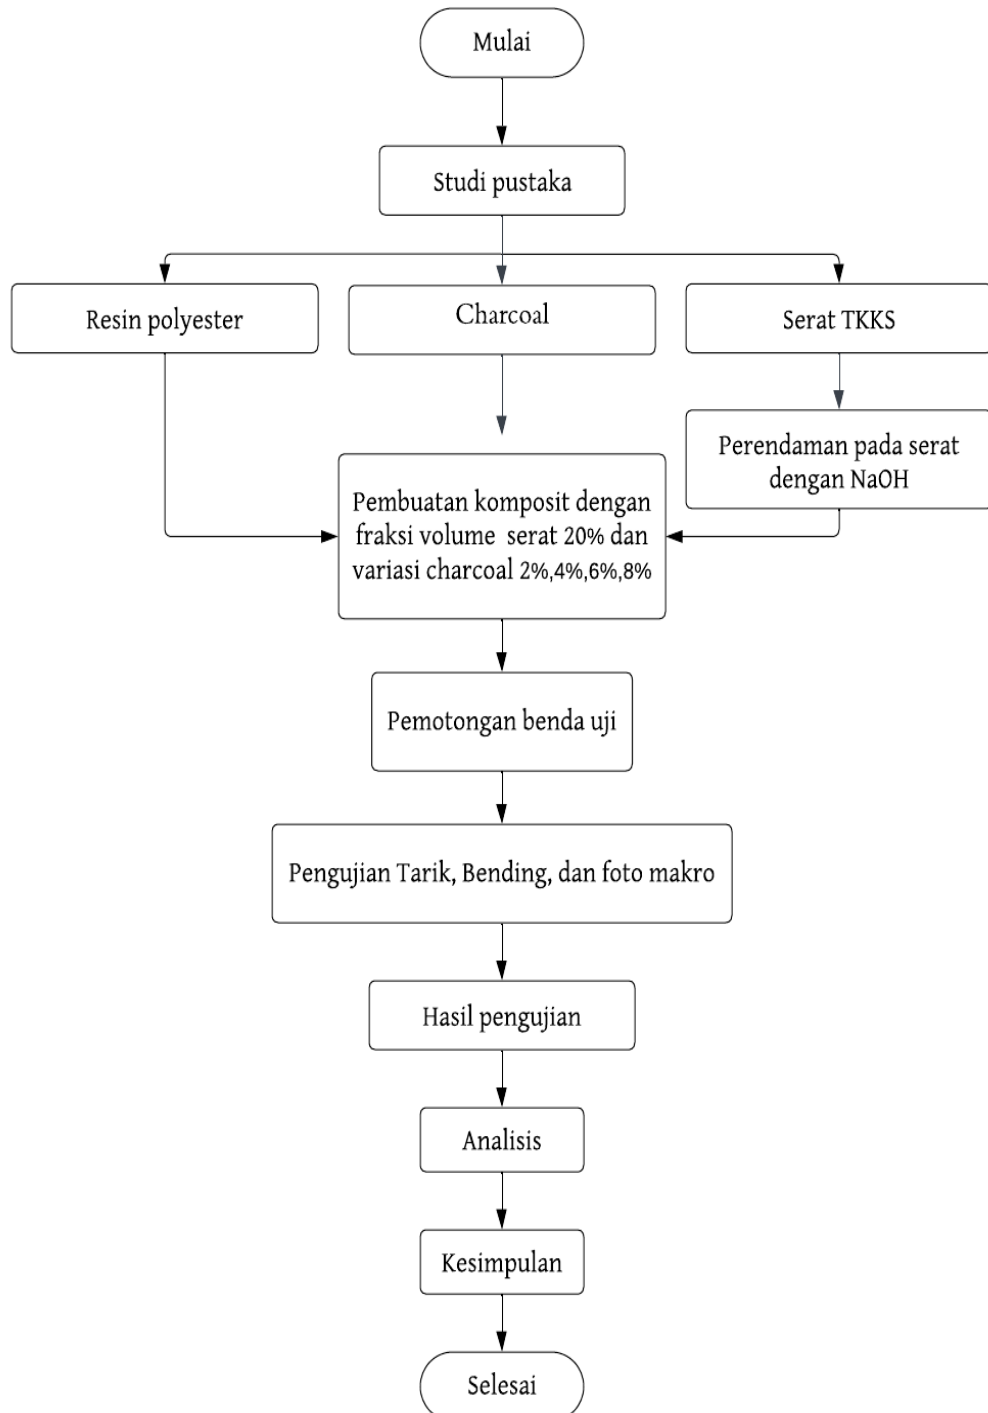 Mulai
Studi pustaka
Resin polyester
Charcoal
Serat TKKS
Perendaman pada serat
dengan NaOH
Pembuatan komposit dengan
fraksi volume serat 20% dan
variasi charcoal 2%,4%,6%,8%
Pemotongan benda uji
Pengujian Tarik, Bending, dan foto makro
Hasil pengujian
Analisis
Kesimpulan
Selesai